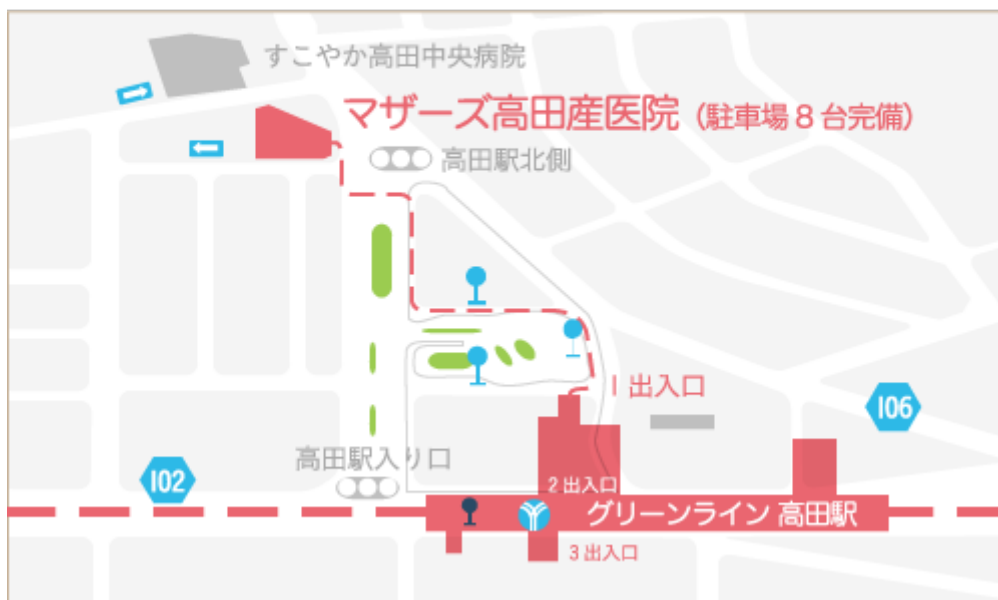 すこやか高田中央病院
マザーズ高田産医院(駐車場8台完備)
高田駅北側
1出入口
106
高田駅入り口
102
2出入口
グリーンライン 高田駅
3出入口